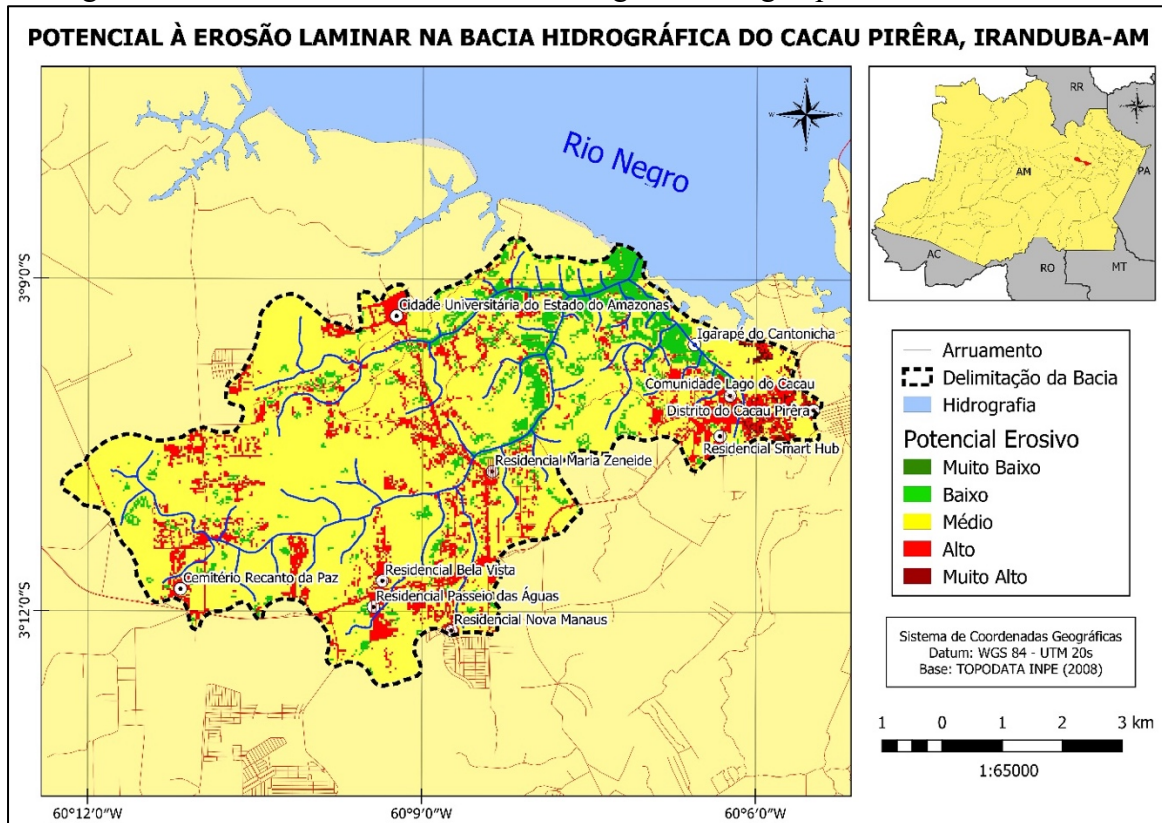 POTENCIAL À EROSÃO LAMINAR NA BACIA HIDROGRÁFICA DO CACAU PIRÊRA, IRANDUBA-AM
Rio Negro
N
W
S
3°9'0"S
3°12'0"S
60°12'0"W
60°9'0"W
60°6'0"W
Cidade Universitária do Estado do Amazonas
Igarapé do Cantonicha
Comunidade Lago do Cacau
Distrito do Cacau Pirêra
Residencial Smart Hub
Residencial Maria Zeneide
Cemitério Recanto da Paz
Residencial Bela Vista
Residencial Passeio das Águas
Residencial Nova Manaus
RR
AM
PA
AC
RO
MT
Arruamento
Delimitação da Bacia
Hidrografia
Potencial Erosivo
Muito Baixo
Baixo
Médio
Alto
Muito Alto
Sistema de Coordenadas Geográficas
Datum: WGS 84 - UTM 20s
Base: TOPODATA INPE (2008)
1 0 1 2 3 km
1:65000